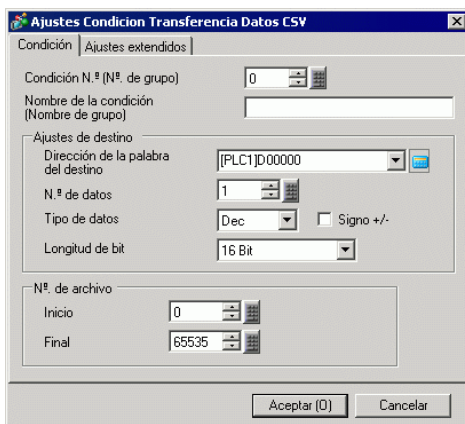 Ajustes Condicion Transferencia Datos CSV
Condición Ajustes extendidos
Condición N.º (Nº. de grupo) 0
Nombre de la condición
(Nombre de grupo)
Ajustes de destino
Dirección de la palabra
del destino [PLC1]D00000
N.º de datos 1
Tipo de datos Dec Signo +/-
Longitud de bit 16 Bit
Nº. de archivo
Inicio 0
Final 65535
Aceptar (O) Cancelar